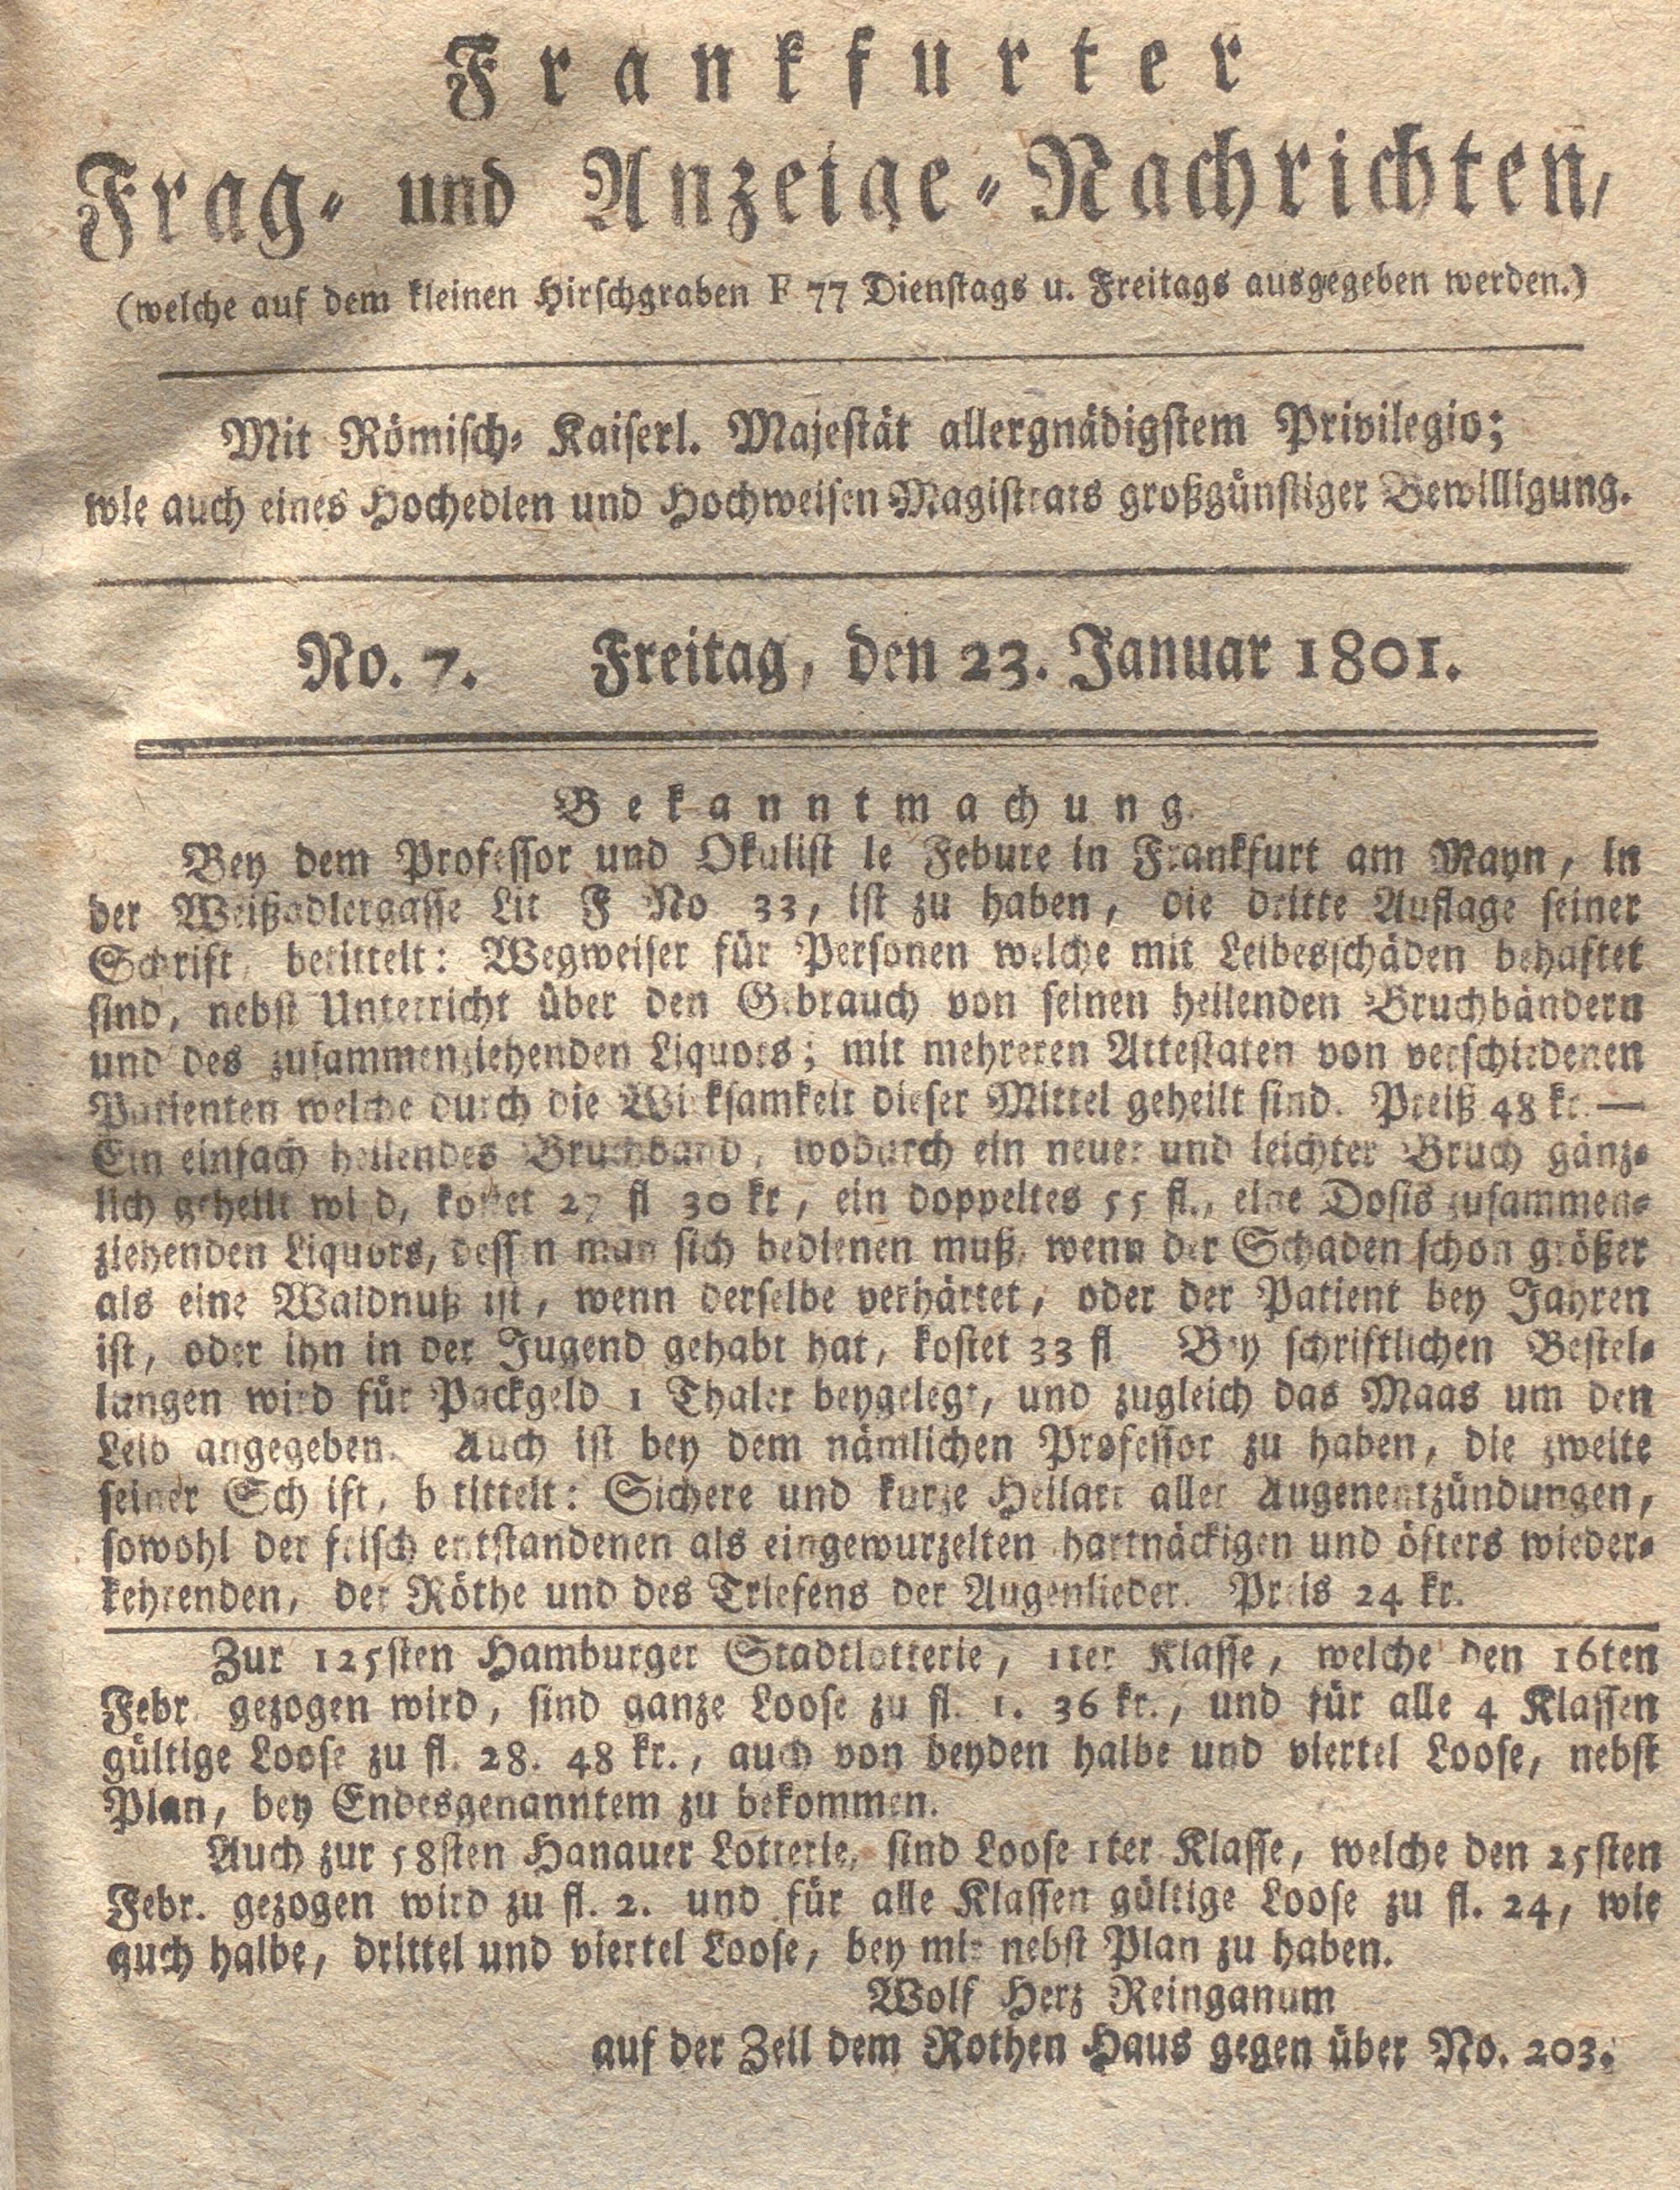 Frankfurter
Frag- und Anzeige-Nachrichten,
(welche auf dem kleinen Hirschgraben F 77 Dienstags u. Freitags ausgegeben werden.)
Mit Römisch- Kaiserl. Majestät allergnädigstem Privilegio;
wie auch eines Hochedlen und Hochweisen Magistrats großgünstiger Bewilligung.
No. 7. Freitag, den 23. Januar 1801.
Bekanntmachung.
Bey dem Professor und Okulist le Febure in Frankfurt am Mayn, in
der Weißadlergasse Lit F No 33, ist zu haben, die dritte Auflage seiner
Schrift, betittelt: Wegweiser für Personen welche mit Leibesschäden behaftet
sind, nebst Unterricht über den Gebrauch von seinen heilenden Bruchbändern
und des zusammenziehenden Liquors; mit mehreren Attestaten von verschiedenen
Patienten welche durch die Wirksamkeit dieser Mittel geheilt sind. Preiß 48 kr. —
Ein einfach heilendes Bruchband, wodurch ein neuer und leichter Bruch gänz-
lich geheilt wird, kostet 27 fl 30 kr, ein doppeltes 55 fl., eine Dosis zusammen-
ziehenden Liquors, dessen man sich bedienen muß, wenn der Schaden schon größer
als eine Waldnuß ist, wenn derselbe verhärtet, oder der Patient bey Jahren
ist, oder ihn in der Jugend gehabt hat, kostet 33 fl Bey schriftlichen Bestel-
lungen wird für Packgeld 1 Thaler beygelegt, und zugleich das Maas um den
Leib angegeben. Auch ist bey dem nämlichen Professor zu haben, die zweite
seiner Schrift, betittelt: Sichere und kurze Heilart aller Augenentzündungen,
sowohl der frisch entstandenen als eingewurzelten hartnäckigen und öfters wieder-
kehrenden, der Röthe und des Triefens der Augenlieder. Preis 24 kr.
Zur 125sten Hamburger Stadtlotterie, 1ter Klasse, welche den 16ten
Febr. gezogen wird, sind ganze Loose zu fl. 1. 36 kr., und für alle 4 Klassen
gültige Loose zu fl. 28. 48 kr., auch von beyden halbe und viertel Loose, nebst
Plan, bey Endesgenanntem zu bekommen.
Auch zur 58sten Hanauer Lotterie, sind Loose 1ter Klasse, welche den 25sten
Febr. gezogen wird zu fl. 2. und für alle Klassen gültige Loose zu fl. 24, wie
auch halbe, drittel und viertel Loose, bey mir nebst Plan zu haben.
Wolf Herz Reinganum
auf der Zeil dem Rothen Haus gegen über No. 203.